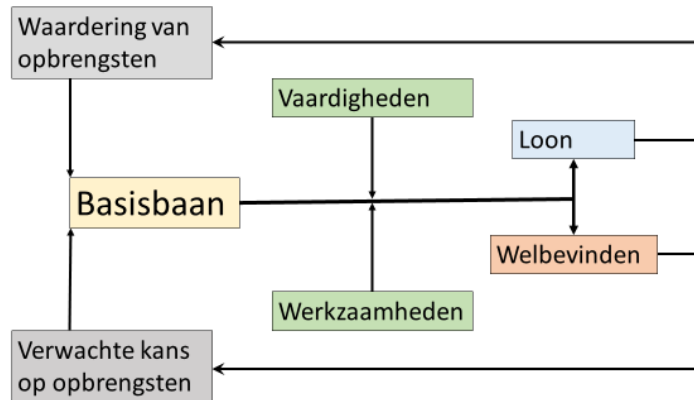 Waardering van
opbrengsten
Vaardigheden
Loon
Basisbaan
Welbevinden
Werkzaamheden
Verwachte kans
op opbrengsten